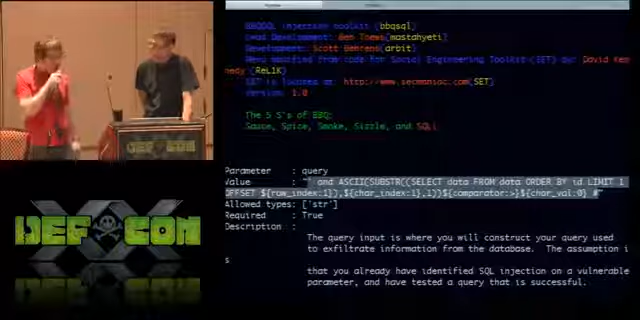 BBQSQL injection toolkit (bbqsql)
Lead Development: Ben Toews(mastahyeti)
Development: Scott Behrens(arbit)
Menu modified from code for Social Engineering Toolkit (SET) by: David Ken
nedy (ReL1K)
SET is located at: http://www.secmaniac.com(SET)
Version: 1.0
The 5 S's of BBQ:
Sauce, Spice, Smoke, Sizzle, and SQLi
Parameter : query
Value : ' and ASCII(SUBSTR((SELECT data FROM data ORDER BY id LIMIT 1
OFFSET ${row_index:1}),${char_index:1},1))${comparator:>}${char_val:0} #
Allowed types: ['str']
Required : True
Description :
The query input is where you will construct your query used
to exfiltrate information from the database. The assumption i
s
that you already have identified SQL injection on a vulnerable
parameter, and have tested a query that is successful.
DEFCON
DEF CON
XX